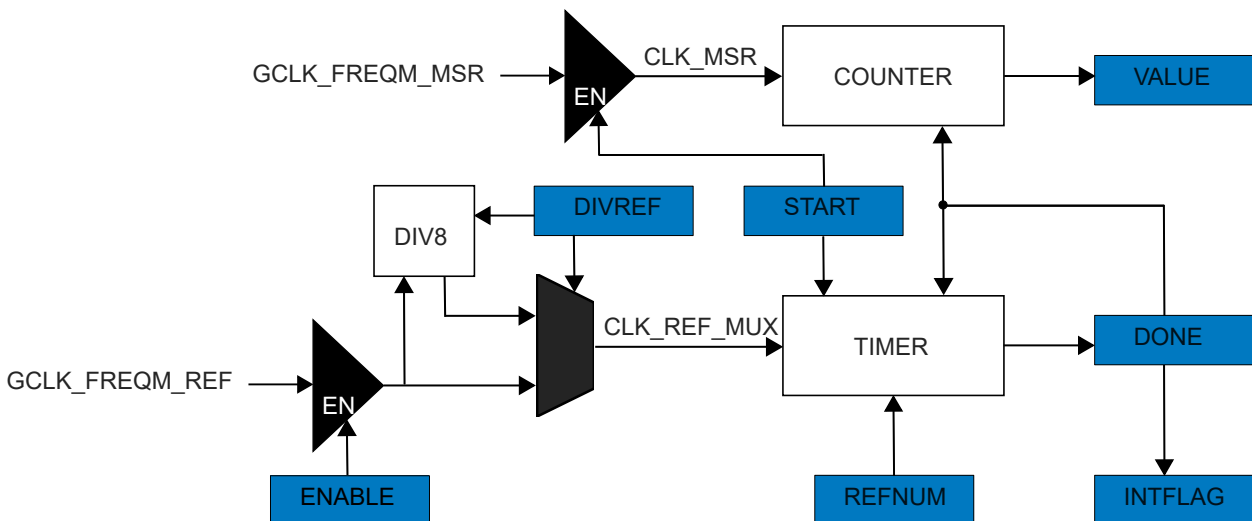 GCLK_FREQM_MSR
EN
CLK_MSR
COUNTER
VALUE
DIV8
DIVREF
START
CLK_REF_MUX
TIMER
DONE
GCLK_FREQM_REF
EN
ENABLE
REFNUM
INTFLAG